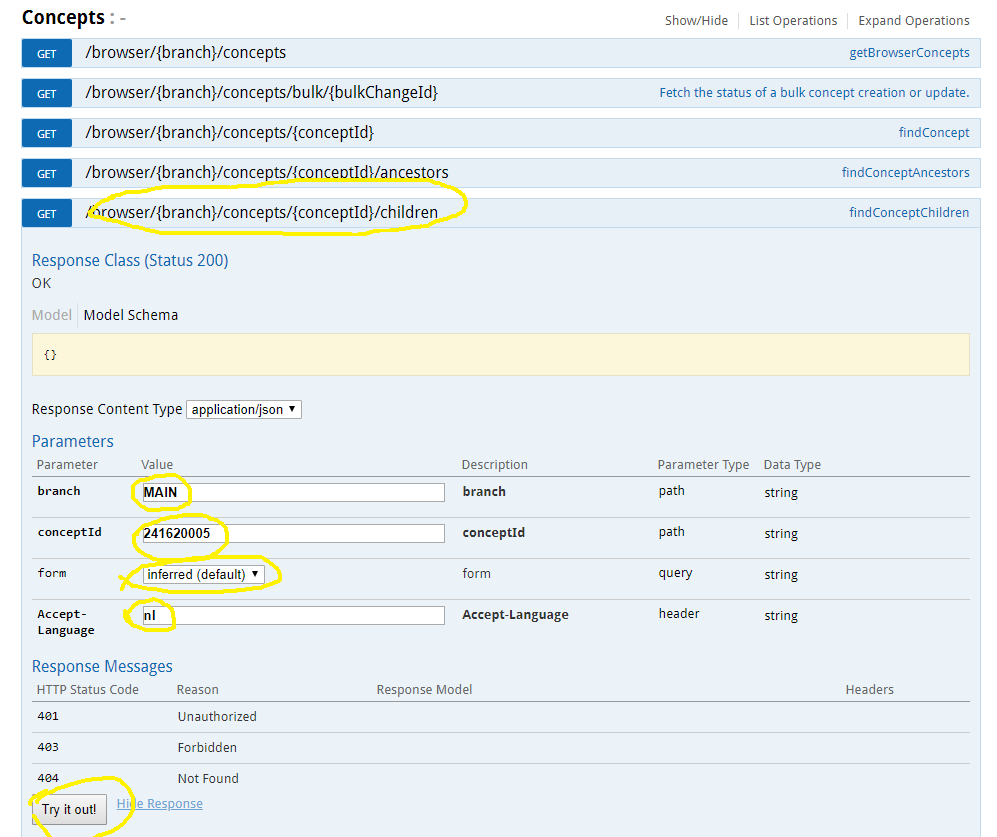 Concepts : -
Show/Hide List Operations Expand Operations
GET /browser/{branch}/concepts getBrowserConcepts
GET /browser/{branch}/concepts/bulk/{bulkChangeId} Fetch the status of a bulk concept creation or update.
GET /browser/{branch}/concepts/{conceptId} findConcept
GET /browser/{branch}/concepts/{conceptId}/ancestors findConceptAncestors
GET /browser/{branch}/concepts/{conceptId}/children findConceptChildren
Response Class (Status 200)
OK
Model Model Schema
{}
Response Content Type application/json
Parameters
Parameter Value Description Parameter Type Data Type
branch MAIN branch path string
conceptId 241620005 conceptId path string
form inferred (default) form query string
Accept-Language nl Accept-Language header string
Response Messages
HTTP Status Code Reason Response Model Headers
401 Unauthorized
403 Forbidden
404 Not Found
Try it out! Hide Response